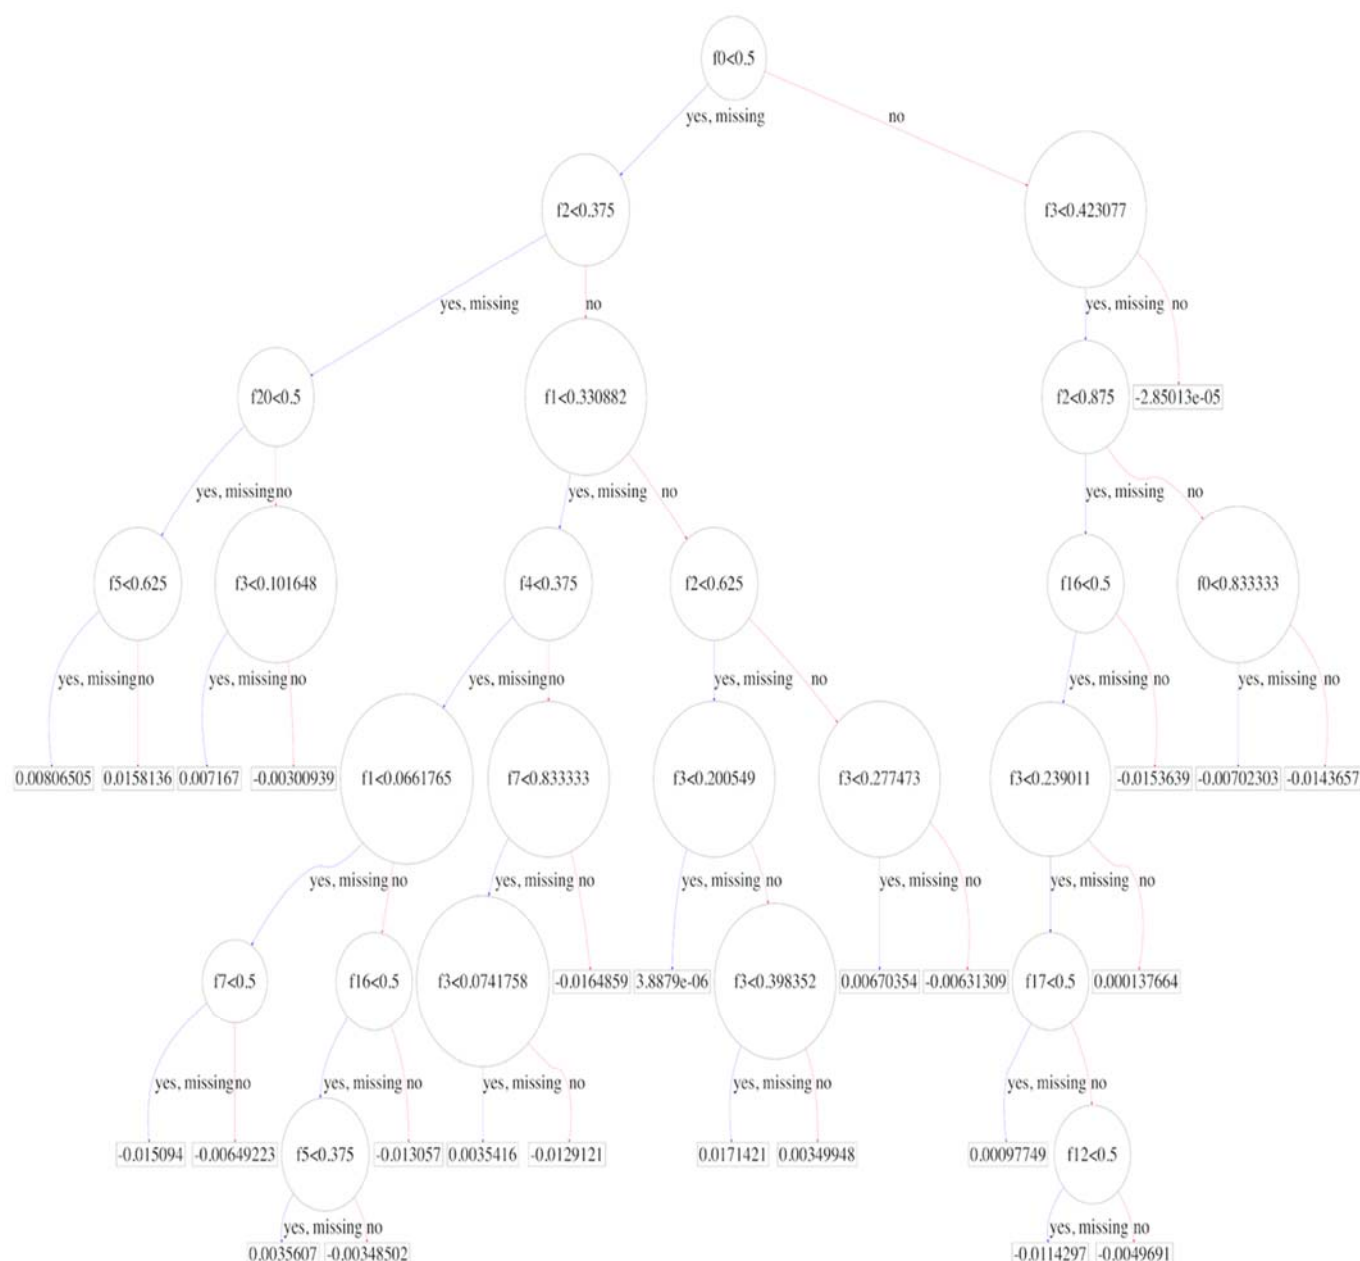 f0<0.5
yes, missing no
f2<0.375 f3<0.423077
yes, missing no yes, missing no
f20<0.5 f1<0.330882 f2<0.875 -2.85013e-05
yes, missing no yes, missing no yes, missing no
f5<0.625 f3<0.101648 f4<0.375 f2<0.625 f16<0.5 f0<0.833333
yes, missing no yes, missing no yes, missing no yes, missing no yes, missing no yes, missing no
0.00806505 0.0158136 0.007167 -0.00300939 f1<0.0661765 f7<0.833333 f3<0.200549 f3<0.277473 f3<0.239011 -0.0153639 -0.00702303 -0.0143657
yes, missing no yes, missing no yes, missing no yes, missing no yes, missing no
f7<0.5 f16<0.5 f3<0.0741758 -0.0164859 3.8879e-06 f3<0.398352 0.00670354 -0.00631309 f17<0.5 0.000137664
yes, missing no yes, missing no yes, missing no yes, missing no yes, missing no
-0.015094 -0.00649223 f5<0.375 -0.013057 0.0035416 -0.0129121 0.0171421 0.00349948 0.00097749 f12<0.5
yes, missing no yes, missing no
0.0035607 -0.00348502 -0.0114297 -0.0049691